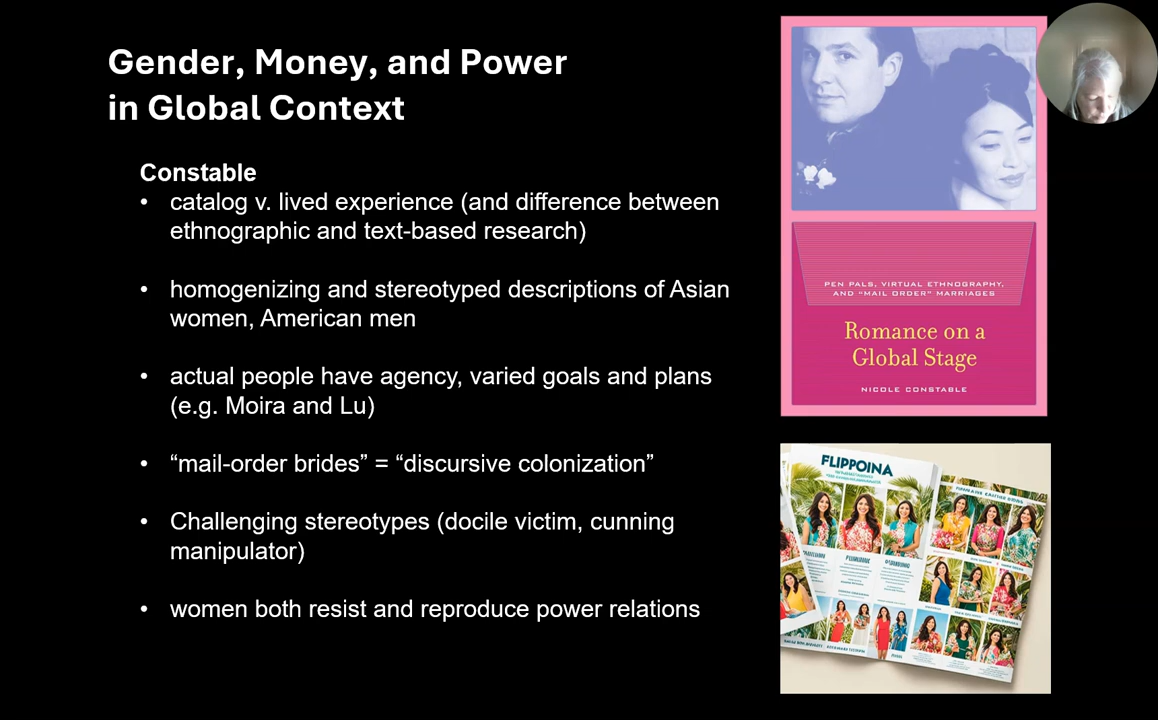 Gender, Money, and Power
in Global Context
Constable
• catalog v. lived experience (and difference between
ethnographic and text-based research)
• homogenizing and stereotyped descriptions of Asian
women, American men
• actual people have agency, varied goals and plans
(e.g. Moira and Lu)
• “mail-order brides” = “discursive colonization”
• Challenging stereotypes (docile victim, cunning
manipulator)
• women both resist and reproduce power relations
PEN PALS, VIRTUAL ETHNOGRAPHY,
AND “MAIL ORDER” MARRIAGES
Romance on a
Global Stage
NICOLE CONSTABLE
FLIPPOINA